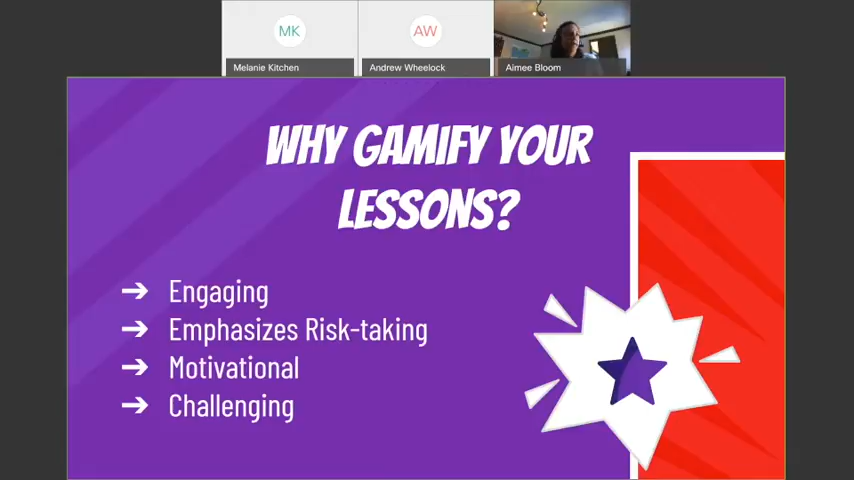 MK
AW
Melanie Kitchen
Andrew Wheelock
Aimee Bloom
WHY GAMIFY YOUR
LESSONS?
➔ Engaging
➔ Emphasizes Risk-taking
➔ Motivational
➔ Challenging